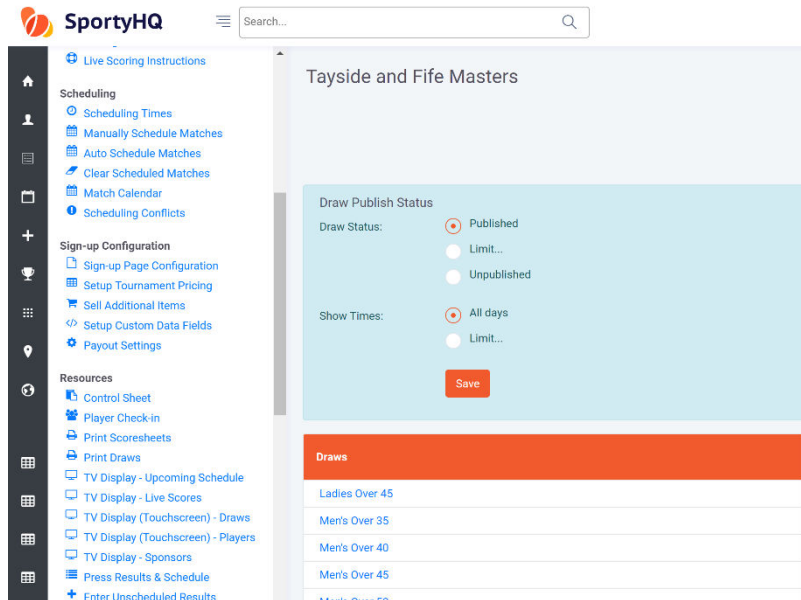 SportyHQ
Search...
Live Scoring Instructions
Scheduling
Scheduling Times
Manually Schedule Matches
Auto Schedule Matches
Clear Scheduled Matches
Match Calendar
Scheduling Conflicts
Sign-up Configuration
Sign-up Page Configuration
Setup Tournament Pricing
Sell Additional Items
Setup Custom Data Fields
Payout Settings
Resources
Control Sheet
Player Check-in
Print Scoresheets
Print Draws
TV Display - Upcoming Schedule
TV Display - Live Scores
TV Display (Touchscreen) - Draws
TV Display (Touchscreen) - Players
TV Display - Sponsors
Press Results & Schedule
Enter Unscheduled Results
Tayside and Fife Masters
Draw Publish Status
Draw Status:
Published
Limit...
Unpublished
Show Times:
All days
Limit...
Save
Draws
Ladies Over 45
Men's Over 35
Men's Over 40
Men's Over 45
Men's Over 50